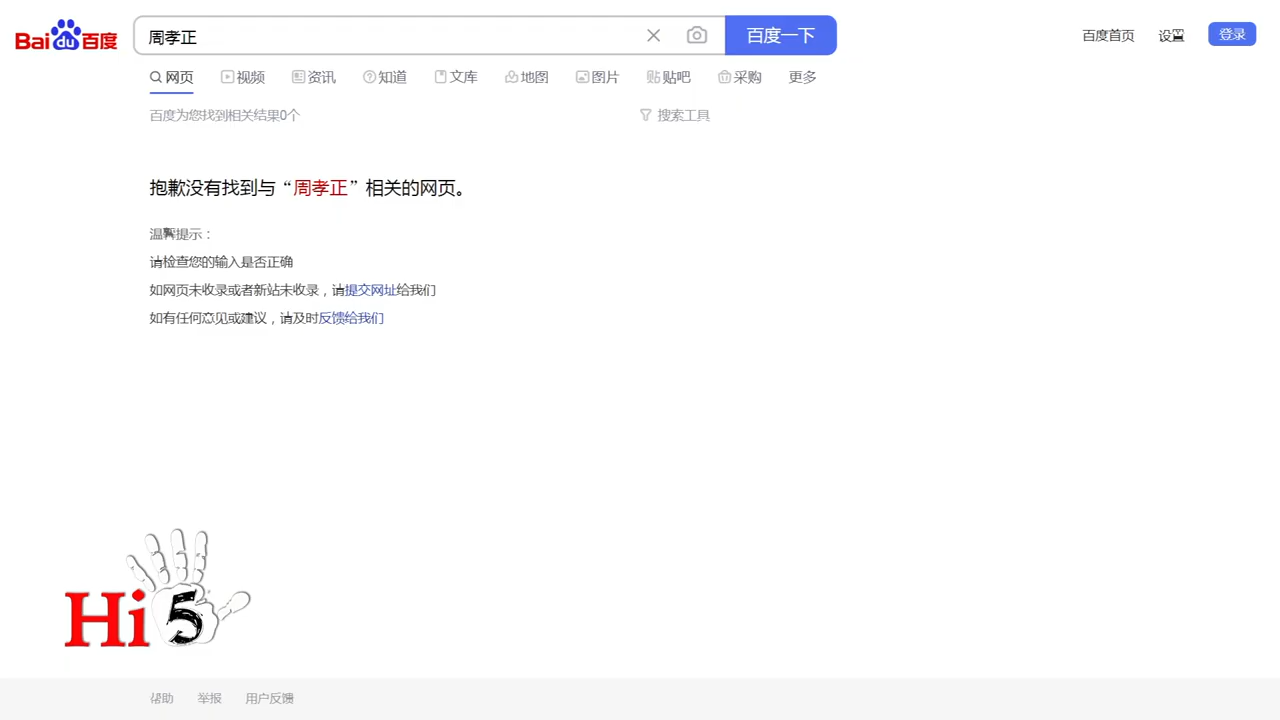 Bai du 百度 周孝正 百度一下 百度首页 设置 登录
网页 视频 资讯 知道 文库 地图 图片 贴吧 采购 更多
百度为您找到相关结果0个 搜索工具
抱歉没有找到与“周孝正”相关的网页。
温馨提示：
请检查您的输入是否正确
如网页未收录或者新站未收录，请提交网址给我们
如有任何意见或建议，请及时反馈给我们
Hi 5
帮助 举报 用户反馈